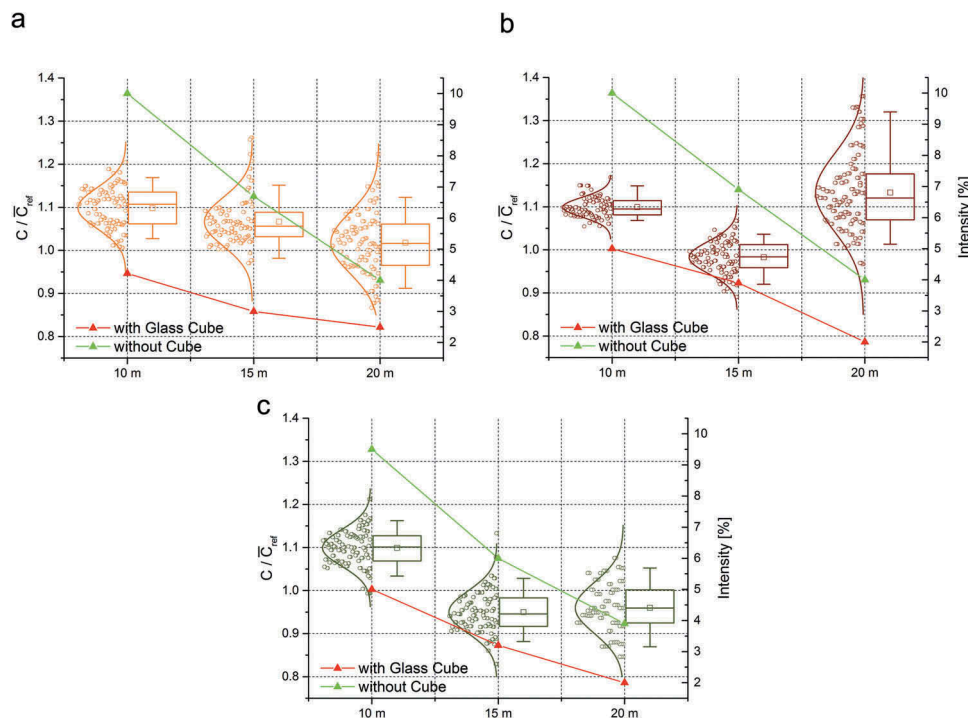 a
b
1.4
1.3
1.2
1.1
1.0
0.9
0.8
C / C̅ref
10
9
8
7
6
5
4
3
2
with Glass Cube
without Cube
10 m
15 m
20 m
1.4
1.3
1.2
1.1
1.0
0.9
0.8
C / C̅ref
10
9
8
7
6
5
4
3
2
Intensity [%]
with Glass Cube
without Cube
10 m
15 m
20 m
c
1.4
1.3
1.2
1.1
1.0
0.9
0.8
C / C̅ref
10
9
8
7
6
5
4
3
2
Intensity [%]
with Glass Cube
without Cube
10 m
15 m
20 m